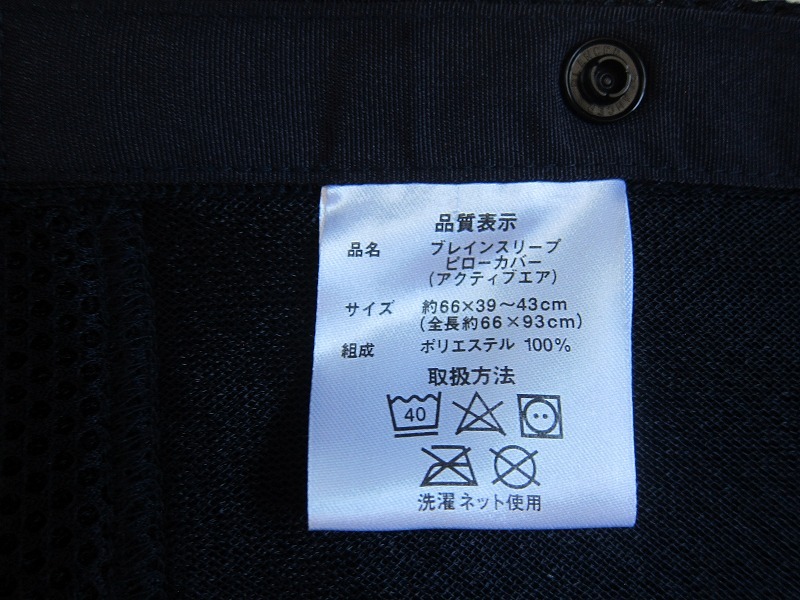 品質表示
品名 ブレインスリープ
ピローカバー
(アクティブエア)
サイズ 約66×39～43cm
(全長約66×93cm)
組成 ポリエステル 100%
取扱方法
40
洗濯ネット使用